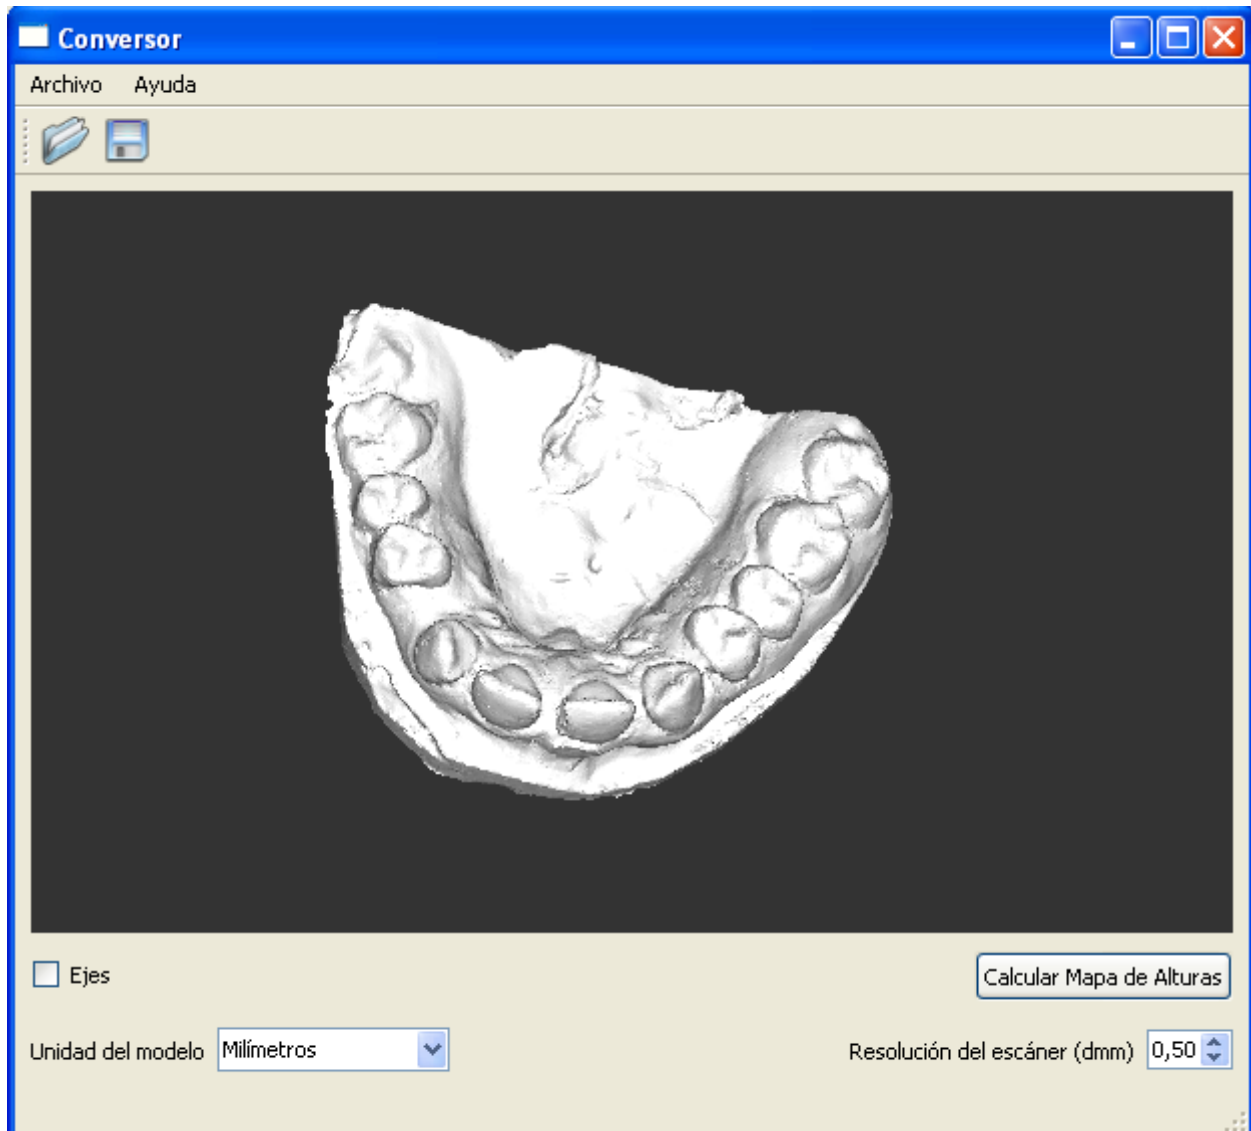 Conversor
Archivo Ayuda
Ejes
Calcular Mapa de Alturas
Unidad del modelo Milímetros
Resolución del escáner (dmm) 0,50